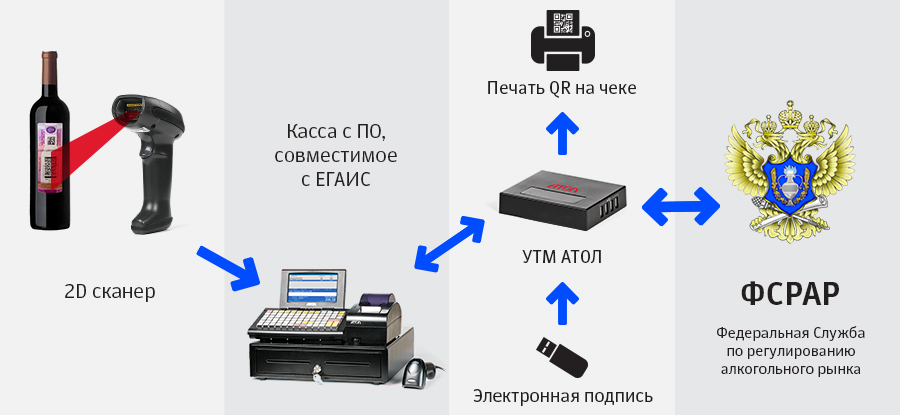 2D сканер
Касса с ПО,
совместимое
с ЕГАИС
Печать QR на чеке
АТОЛ
УТМ АТОЛ
Электронная подпись
ФСРАР
Федеральная Служба
по регулированию
алкогольного рынка